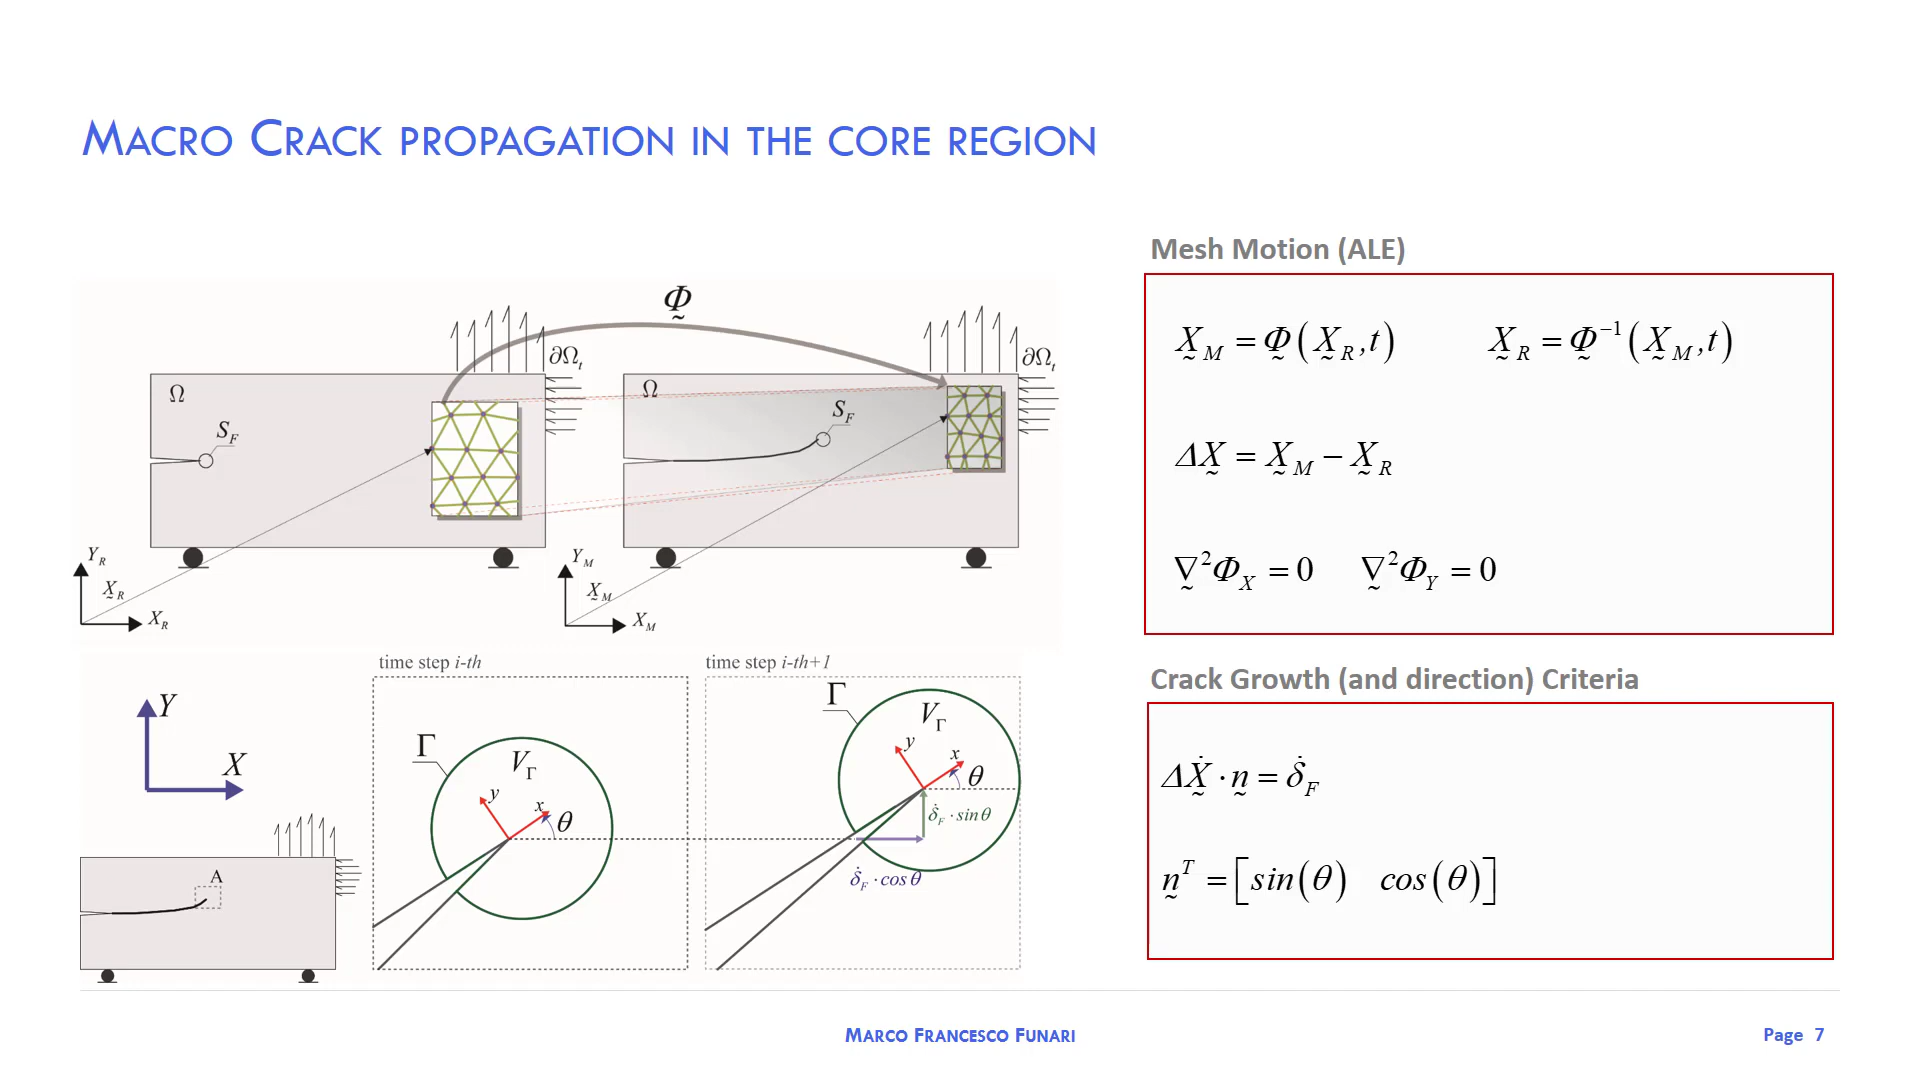 MACRO CRACK PROPAGATION IN THE CORE REGION
Φ
∂Ω_t
∂Ω_t
Ω
S_F
Ω
S_F
Y_R
X_R
X_R
Y_M
X_M
X_M
Mesh Motion (ALE)
X_M = Φ(X_R,t) X_R = Φ⁻¹(X_M,t)
ΔX = X_M − X_R
∇²Φ_X = 0 ∇²Φ_Y = 0
Y
X
A
time step i-th
Γ
V_Γ
y
x
θ
time step i-th+1
Γ
V_Γ
y
x
θ
δ̇_F · sinθ
δ̇_F · cosθ
Crack Growth (and direction) Criteria
ΔẊ · n = δ̇_F
n^T = [sin(θ) cos(θ)]
MARCO FRANCESCO FUNARI
Page 7